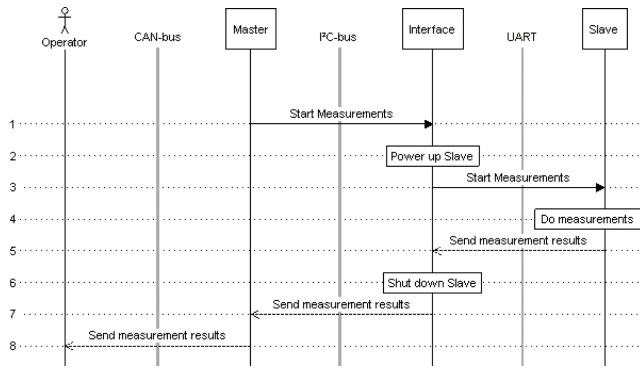 Operator
CAN-bus
Master
I²C-bus
Interface
UART
Slave
1
Start Measurements
2
Power up Slave
3
Start Measurements
4
Do measurements
5
Send measurement results
6
Shut down Slave
7
Send measurement results
8
Send measurement results